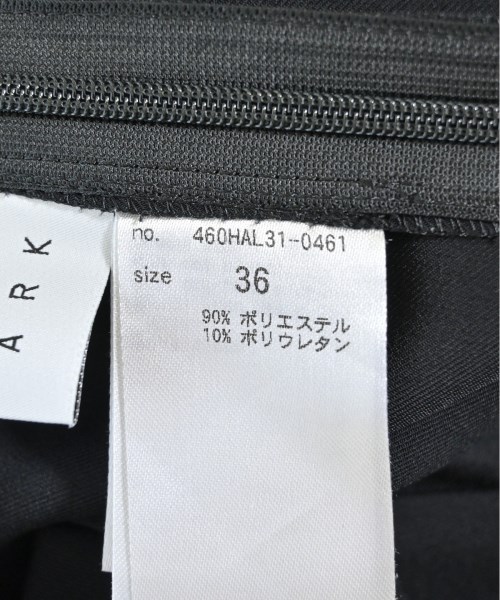 ARK
no. 460HAL31-0461
size 36
90% ポリエステル
10% ポリウレタン